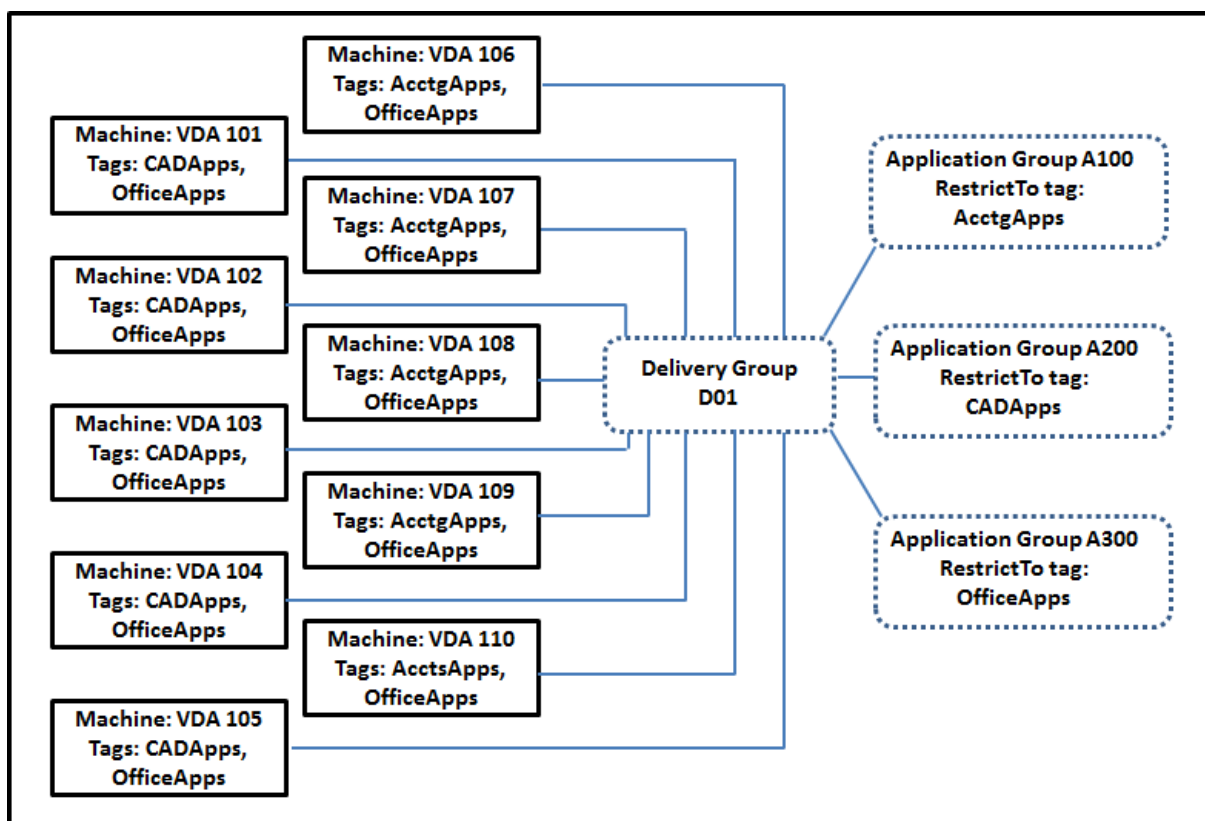 Machine: VDA 106
Tags: AcctgApps,
OfficeApps
Machine: VDA 101
Tags: CADApps,
OfficeApps
Machine: VDA 107
Tags: AcctgApps,
OfficeApps
Machine: VDA 102
Tags: CADApps,
OfficeApps
Machine: VDA 108
Tags: AcctgApps,
OfficeApps
Machine: VDA 103
Tags: CADApps,
OfficeApps
Machine: VDA 109
Tags: AcctgApps,
OfficeApps
Machine: VDA 104
Tags: CADApps,
OfficeApps
Machine: VDA 110
Tags: AcctsApps,
OfficeApps
Machine: VDA 105
Tags: CADApps,
OfficeApps
Delivery Group
D01
Application Group A100
RestrictTo tag:
AcctgApps
Application Group A200
RestrictTo tag:
CADApps
Application Group A300
RestrictTo tag:
OfficeApps